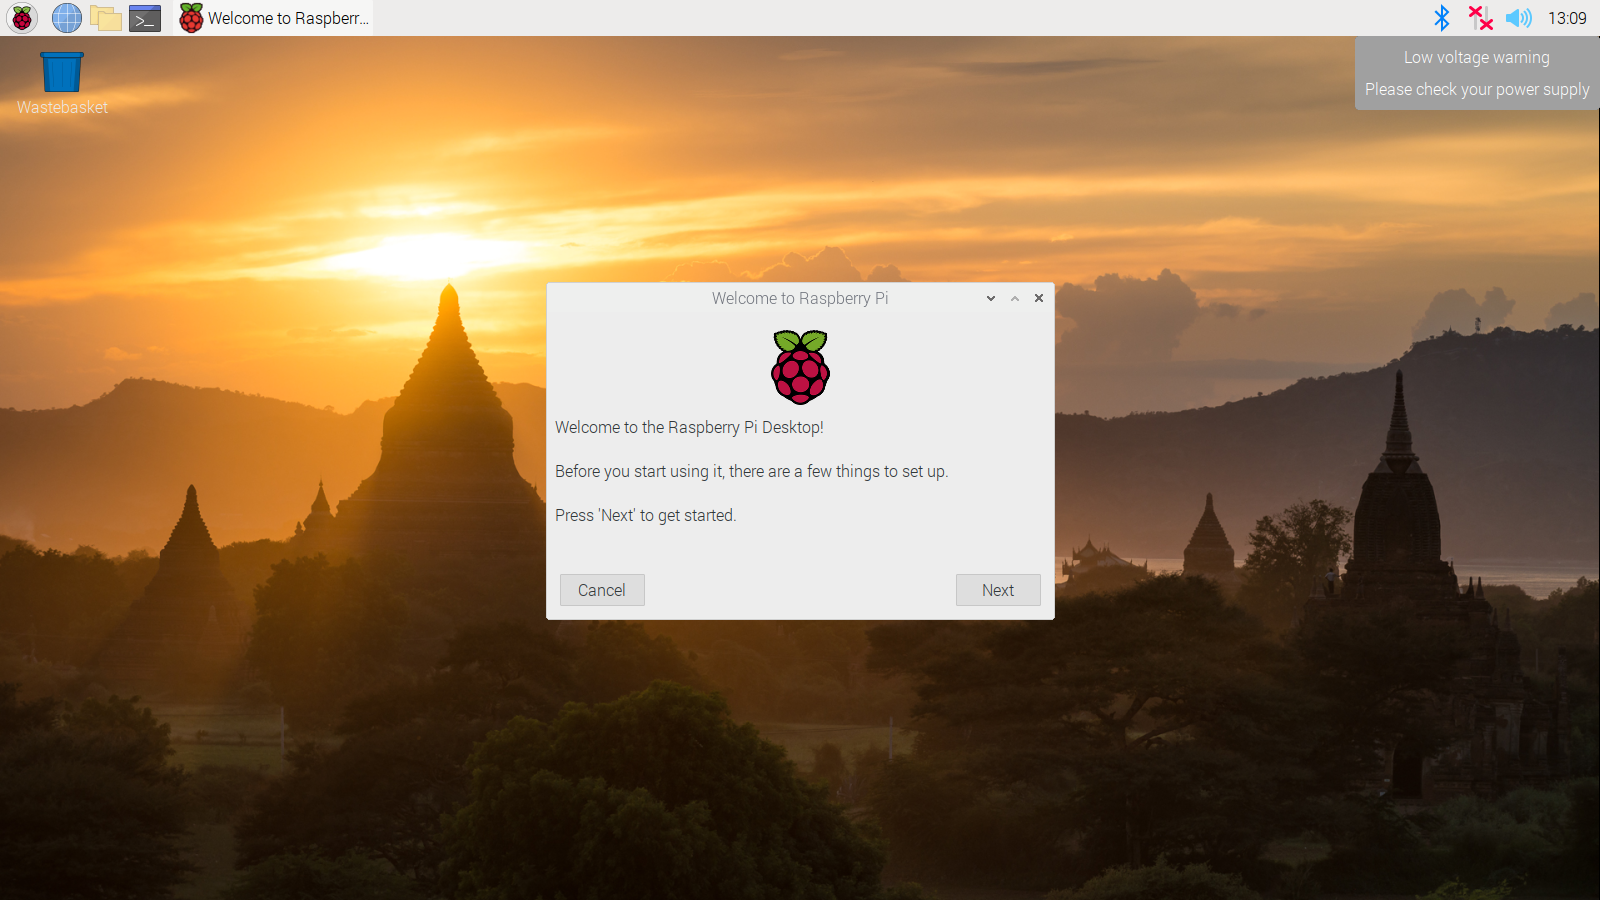 Welcome to Raspberr...
13:09
Low voltage warning
Please check your power supply
Wastebasket
Welcome to Raspberry Pi
Welcome to the Raspberry Pi Desktop!
Before you start using it, there are a few things to set up.
Press 'Next' to get started.
Cancel
Next